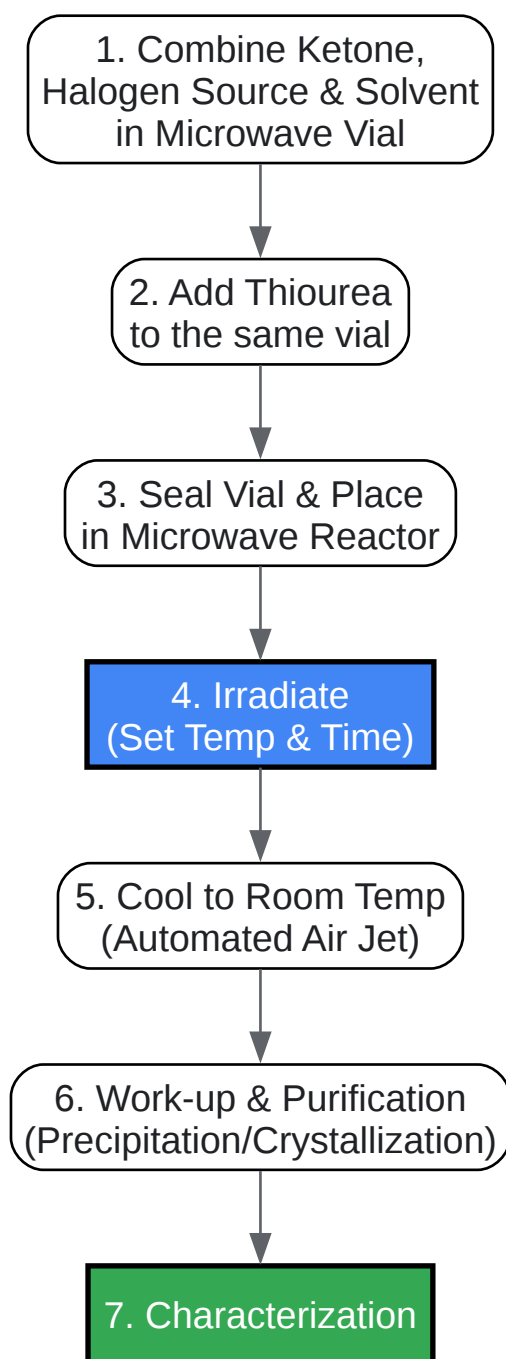 1. Combine Ketone,
Halogen Source & Solvent
in Microwave Vial
2. Add Thiourea
to the same vial
3. Seal Vial & Place
in Microwave Reactor
4. Irradiate
(Set Temp & Time)
5. Cool to Room Temp
(Automated Air Jet)
6. Work-up & Purification
(Precipitation/Crystallization)
7. Characterization